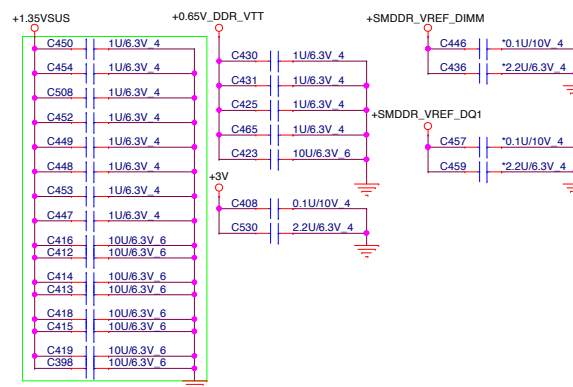 +1.35VSUS
C450 1U/6.3V_4
C454 1U/6.3V_4
C508 1U/6.3V_4
C452 1U/6.3V_4
C449 1U/6.3V_4
C448 1U/6.3V_4
C453 1U/6.3V_4
C447 1U/6.3V_4
C416 10U/6.3V_6
C412 10U/6.3V_6
C414 10U/6.3V_6
C413 10U/6.3V_6
C418 10U/6.3V_6
C415 10U/6.3V_6
C419 10U/6.3V_6
C398 10U/6.3V_6
+0.65V_DDR_VTT
C430 1U/6.3V_4
C431 1U/6.3V_4
C425 1U/6.3V_4
C465 1U/6.3V_4
C423 10U/6.3V_6
+3V
C408 0.1U/10V_4
C530 2.2U/6.3V_4
+SMDDR_VREF_DIMM
C446 *0.1U/10V_4
C436 *2.2U/6.3V_4
+SMDDR_VREF_DQ1
C457 *0.1U/10V_4
C459 *2.2U/6.3V_4